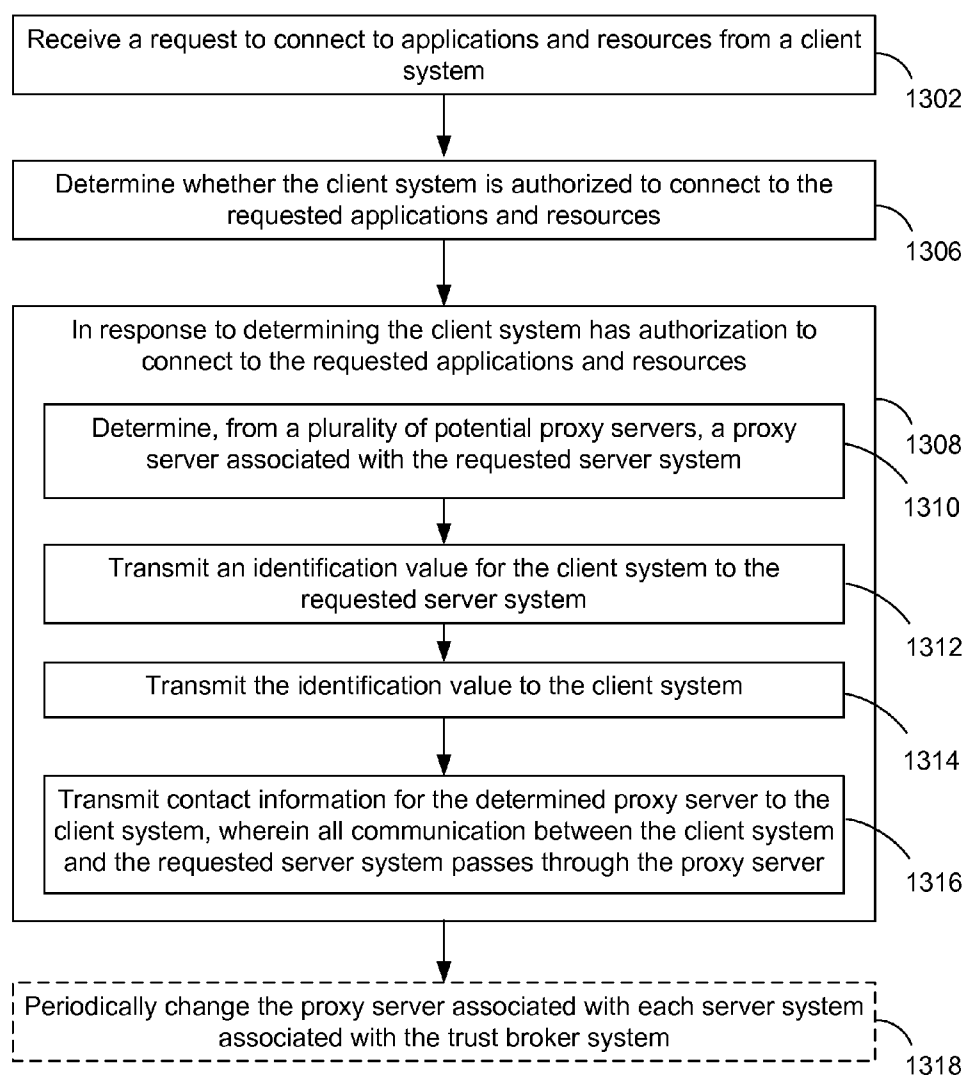 Receive a request to connect to applications and resources from a client
system
1302
Determine whether the client system is authorized to connect to the
requested applications and resources
1306
In response to determining the client system has authorization to
connect to the requested applications and resources
1308
Determine, from a plurality of potential proxy servers, a proxy
server associated with the requested server system
1310
Transmit an identification value for the client system to the
requested server system
1312
Transmit the identification value to the client system
1314
Transmit contact information for the determined proxy server to the
client system, wherein all communication between the client system
and the requested server system passes through the proxy server
1316
Periodically change the proxy server associated with each server system
associated with the trust broker system
1318